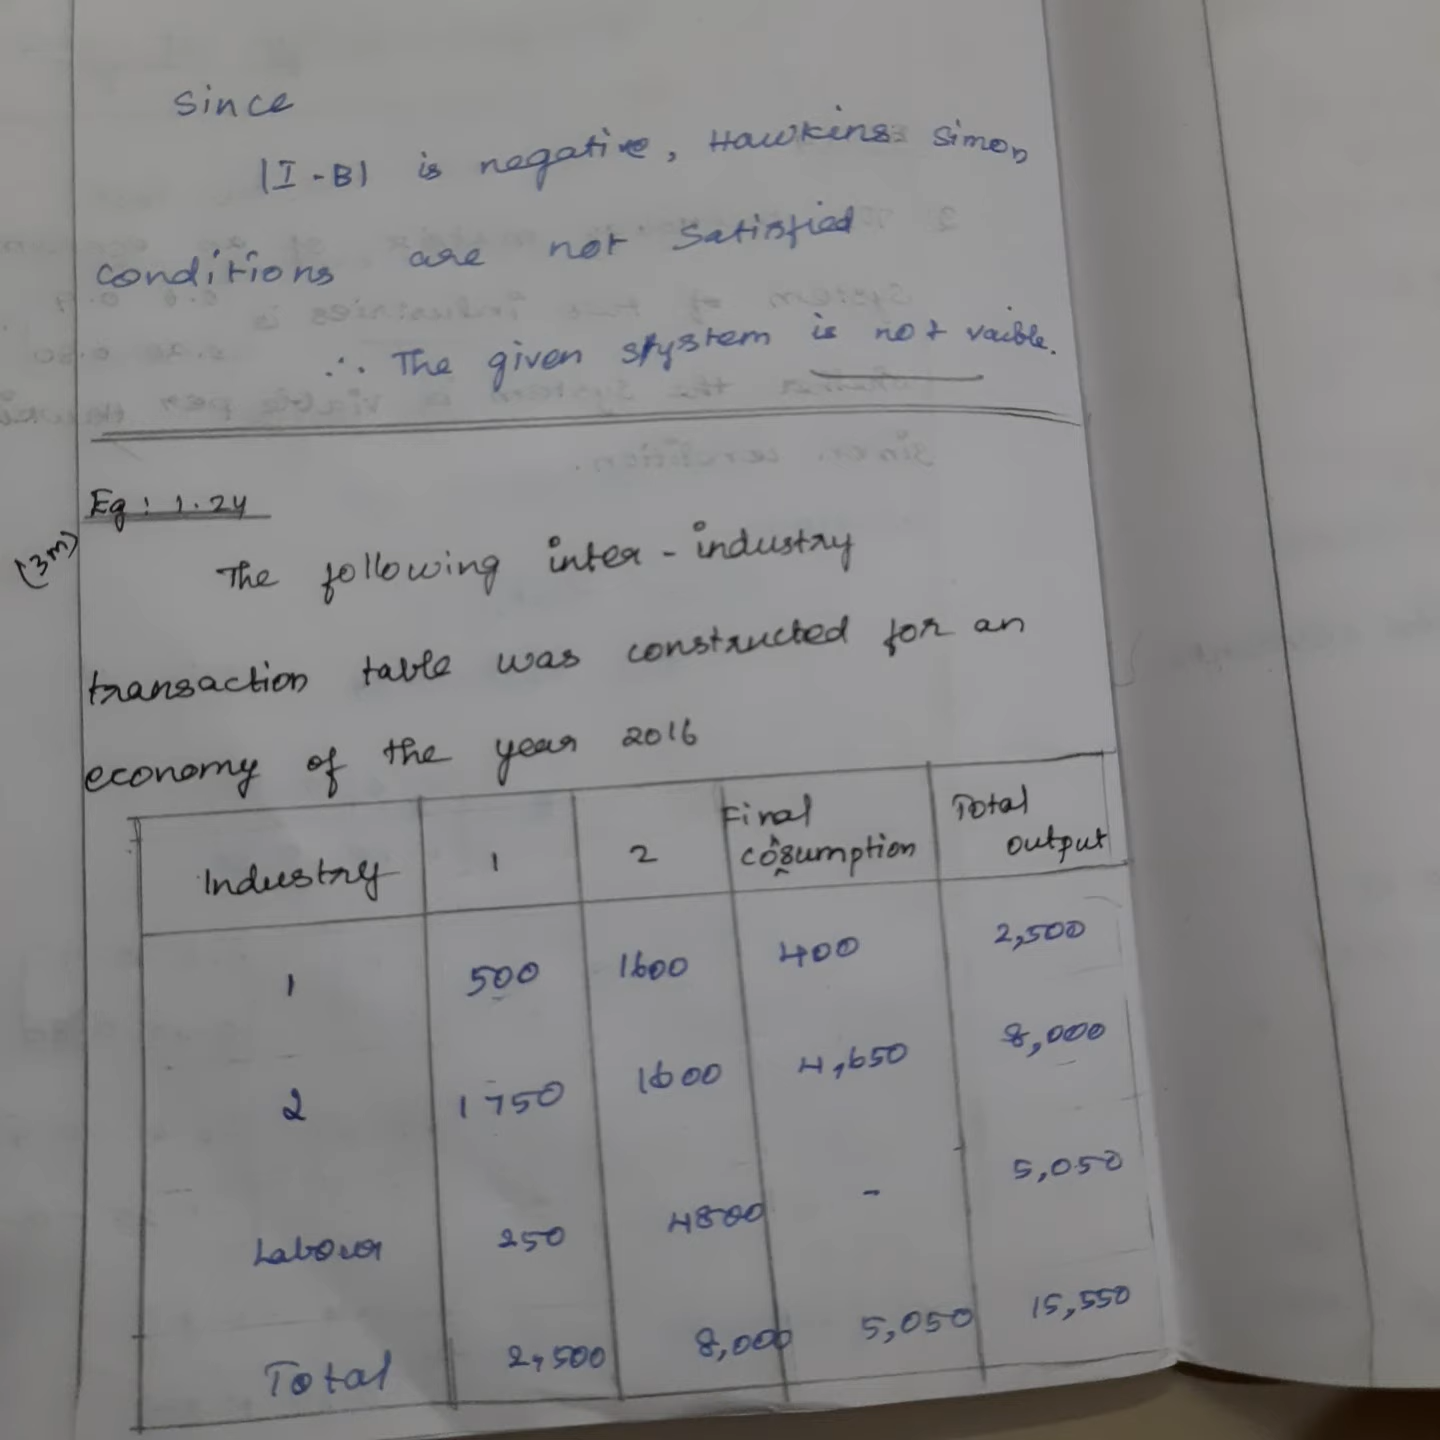 Since
|I-B| is negative, Hawkins Simon
conditions are not Satisfied
∴ The given system is not vaible.
Eg: 1.24
(3m)
The following inter-industry
transaction table was constructed for an
economy of the year 2016
Industry 1 2 Final consumption Total output
1 500 1600 400 2,500
2 1750 1600 4,650 8,000
Labour 250 4800 - 5,050
Total 2,500 8,000 5,050 15,550